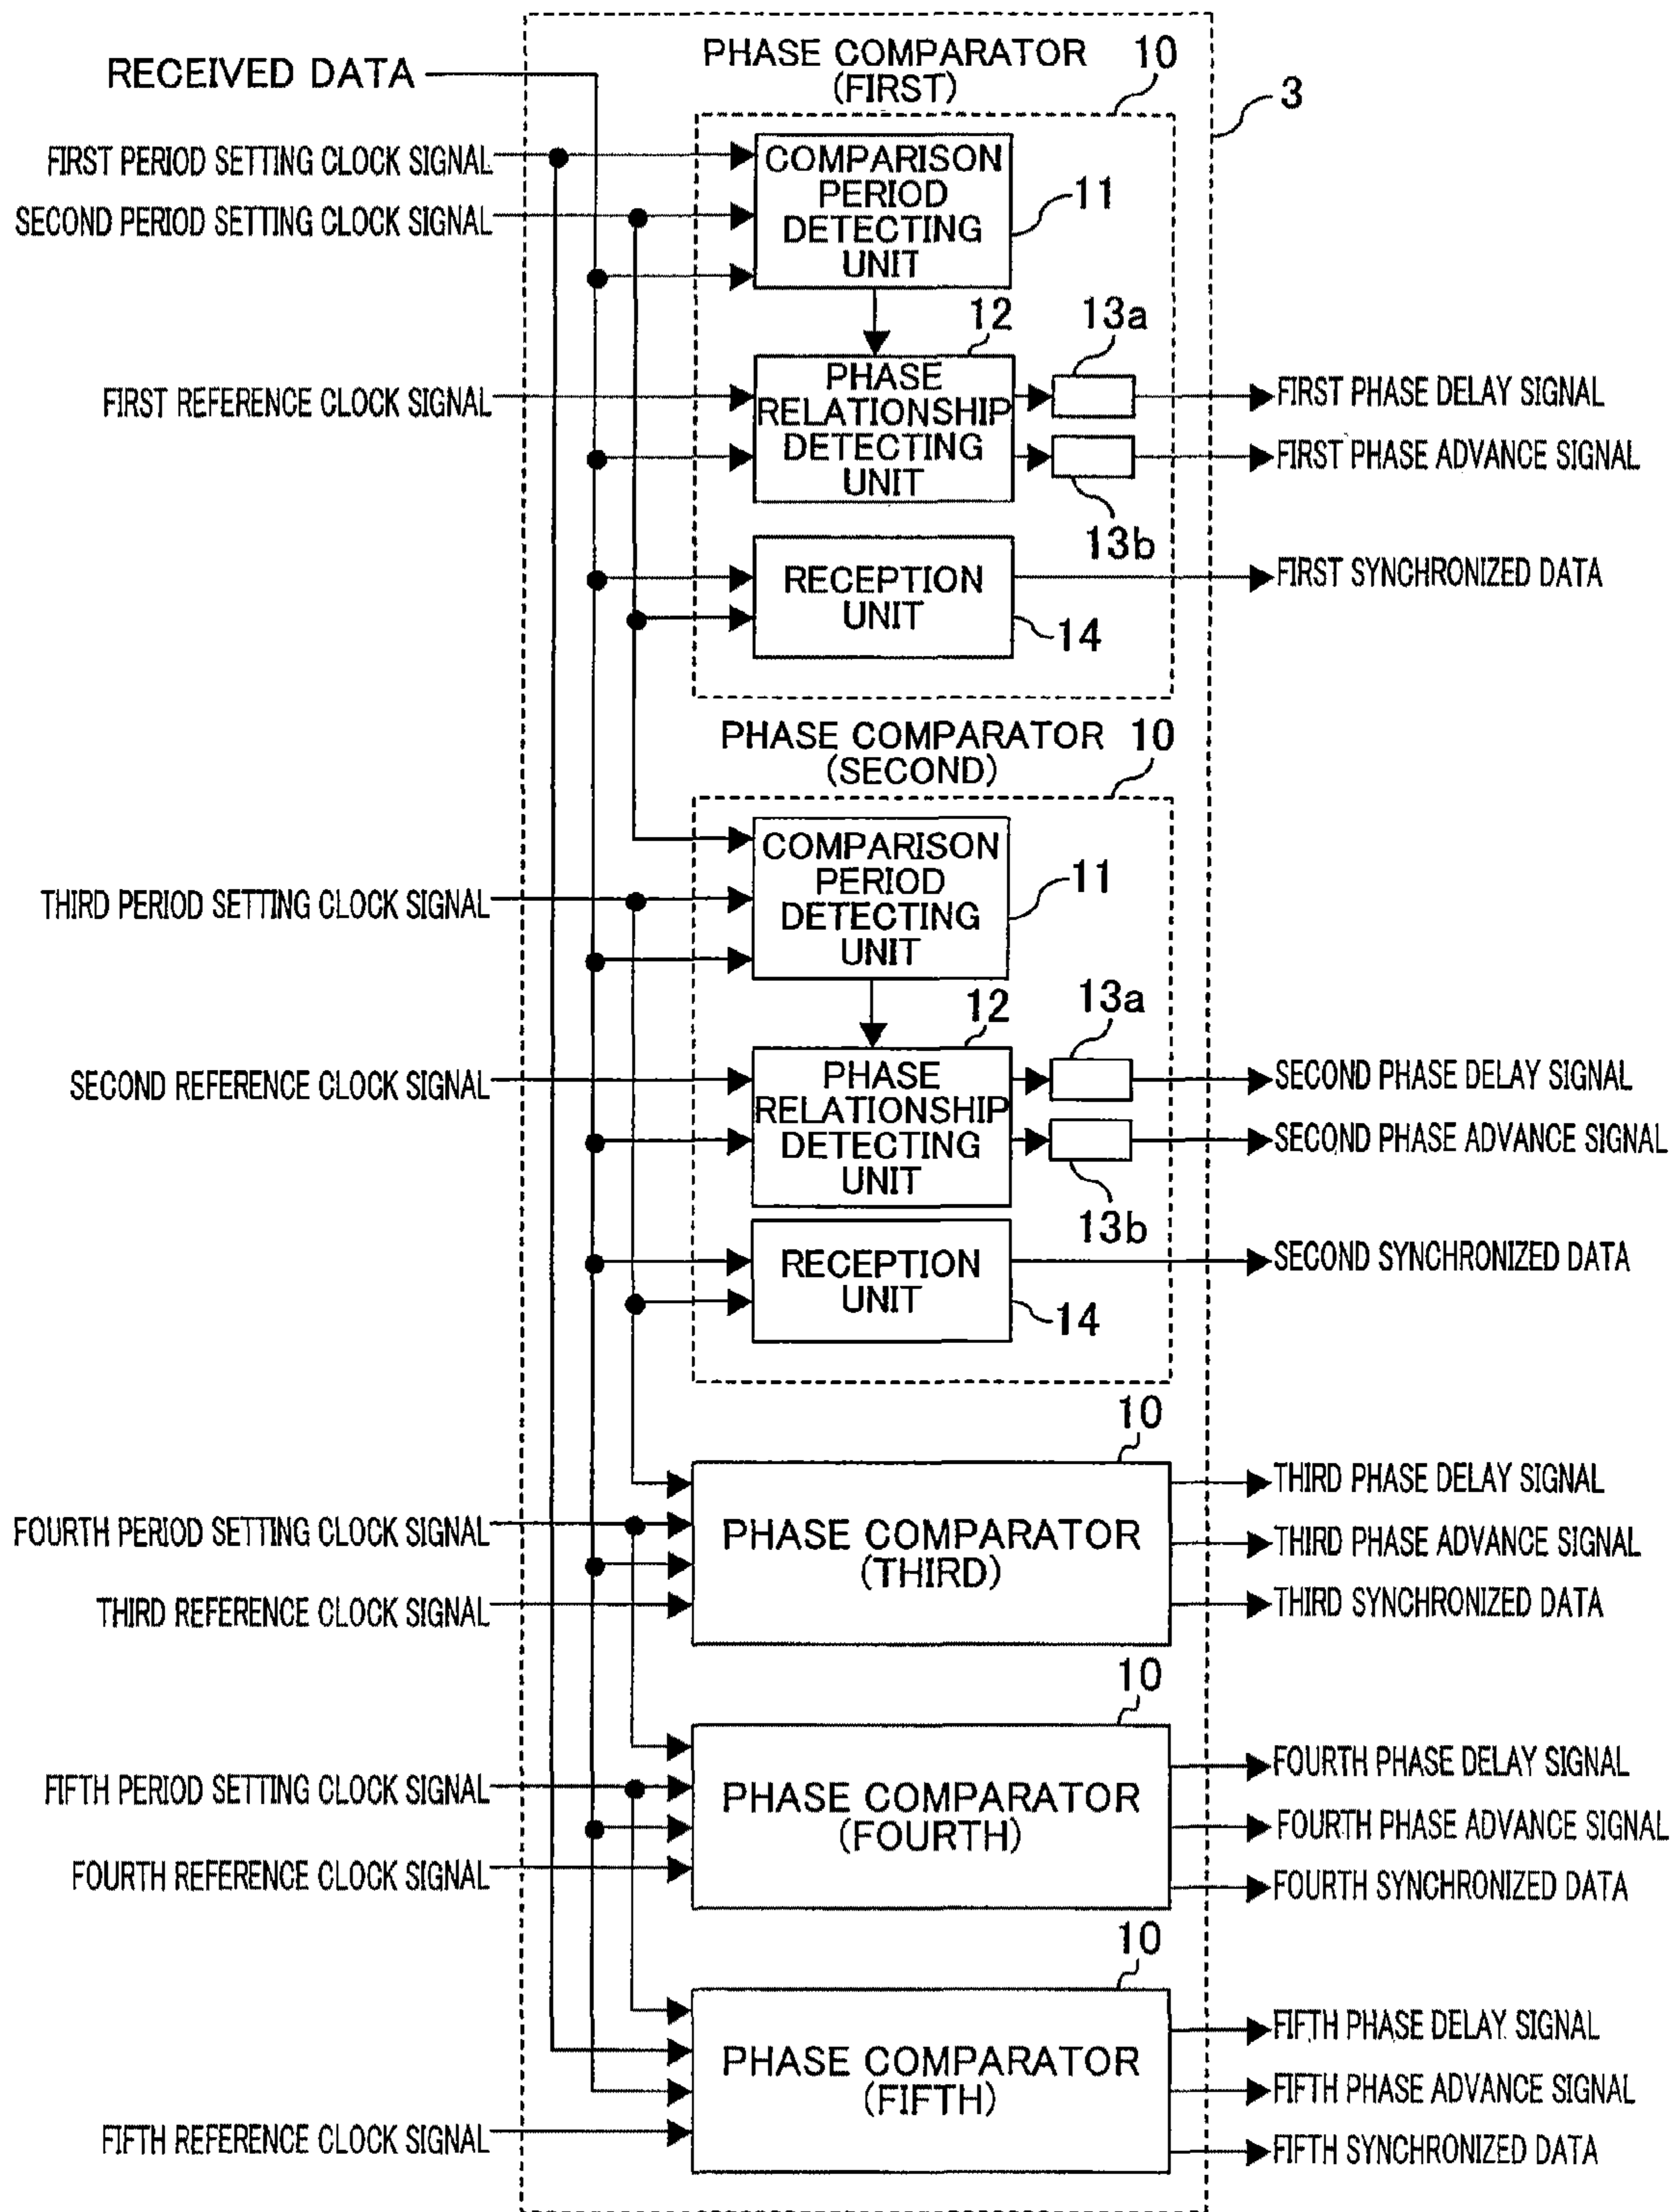 PHASE COMPARATOR
(FIRST)
10
RECEIVED DATA
3
FIRST PERIOD SETTING CLOCK SIGNAL
SECOND PERIOD SETTING CLOCK SIGNAL
COMPARISON
PERIOD
DETECTING
UNIT
11
12
13a
FIRST REFERENCE CLOCK SIGNAL
PHASE
RELATIONSHIP
DETECTING
UNIT
FIRST PHASE DELAY SIGNAL
FIRST PHASE ADVANCE SIGNAL
13b
RECEPTION
UNIT
FIRST SYNCHRONIZED DATA
14
PHASE COMPARATOR
(SECOND)
10
COMPARISON
PERIOD
DETECTING
UNIT
11
THIRD PERIOD SETTING CLOCK SIGNAL
12
13a
SECOND REFERENCE CLOCK SIGNAL
PHASE
RELATIONSHIP
DETECTING
UNIT
SECOND PHASE DELAY SIGNAL
SECOND PHASE ADVANCE SIGNAL
13b
RECEPTION
UNIT
SECOND SYNCHRONIZED DATA
14
10
FOURTH PERIOD SETTING CLOCK SIGNAL
THIRD REFERENCE CLOCK SIGNAL
PHASE COMPARATOR
(THIRD)
THIRD PHASE DELAY SIGNAL
THIRD PHASE ADVANCE SIGNAL
THIRD SYNCHRONIZED DATA
10
FIFTH PERIOD SETTING CLOCK SIGNAL
FOURTH REFERENCE CLOCK SIGNAL
PHASE COMPARATOR
(FOURTH)
FOURTH PHASE DELAY SIGNAL
FOURTH PHASE ADVANCE SIGNAL
FOURTH SYNCHRONIZED DATA
10
FIFTH REFERENCE CLOCK SIGNAL
PHASE COMPARATOR
(FIFTH)
FIFTH PHASE DELAY SIGNAL
FIFTH PHASE ADVANCE SIGNAL
FIFTH SYNCHRONIZED DATA